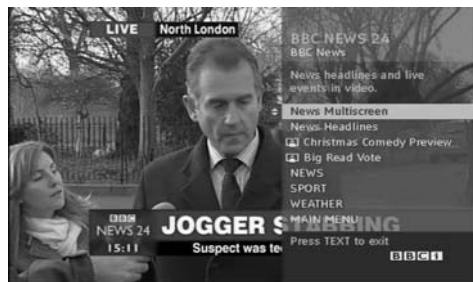 LIVE North London
BBC NEWS 24
BBC News
News headlines and live
events in video.
News Multiscreen
News Headlines
Christmas Comedy Preview
Big Read Vote
NEWS
SPORT
WEATHER
MAIN MENU
Press TEXT to exit
BBCi
BBC
NEWS 24
15:11
JOGGER STABBING
Suspect was